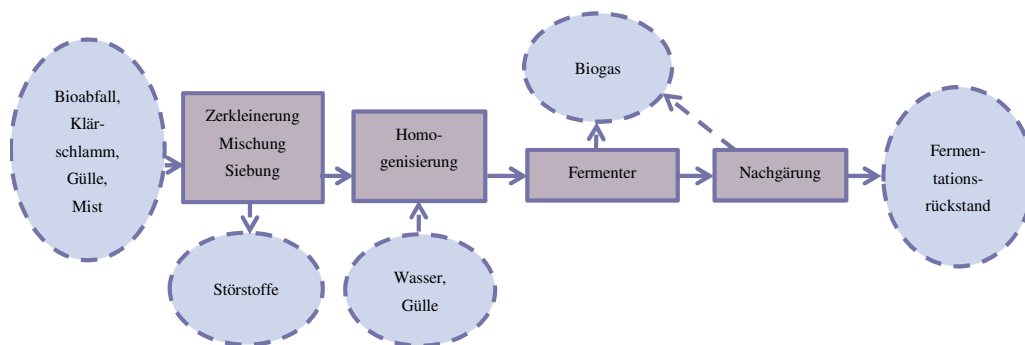 Bioabfall,
Klär-
schlamm,
Gülle,
Mist
Zerkleinerung
Mischung
Siebung
Störstoffe
Homo-
genisierung
Wasser,
Gülle
Fermenter
Biogas
Nachgärung
Fermen-
tations-
rückstand